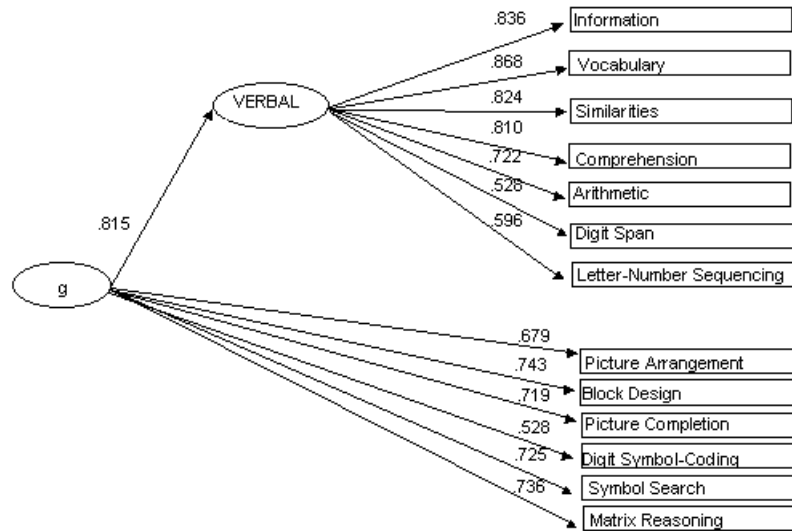 .836
Information
.868
Vocabulary
VERBAL
.824
Similarities
.810
Comprehension
.722
Arithmetic
.528
Digit Span
.596
Letter-Number Sequencing
.815
g
.679
Picture Arrangement
.743
Block Design
.719
Picture Completion
.528
Digit Symbol-Coding
.725
Symbol Search
.736
Matrix Reasoning